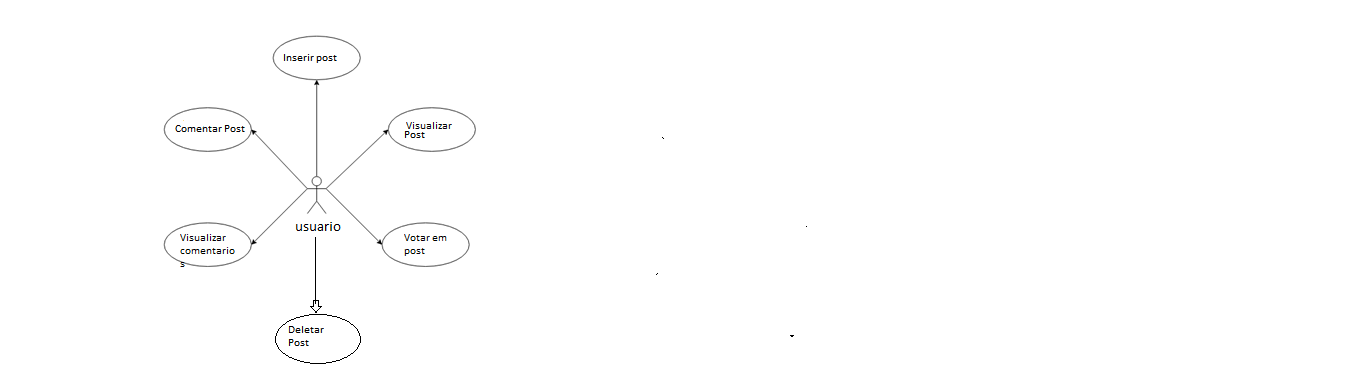 Inserir post
Comentar Post
Visualizar
Post
usuario
Visualizar
comentario
s
Votar em
post
Deletar
Post